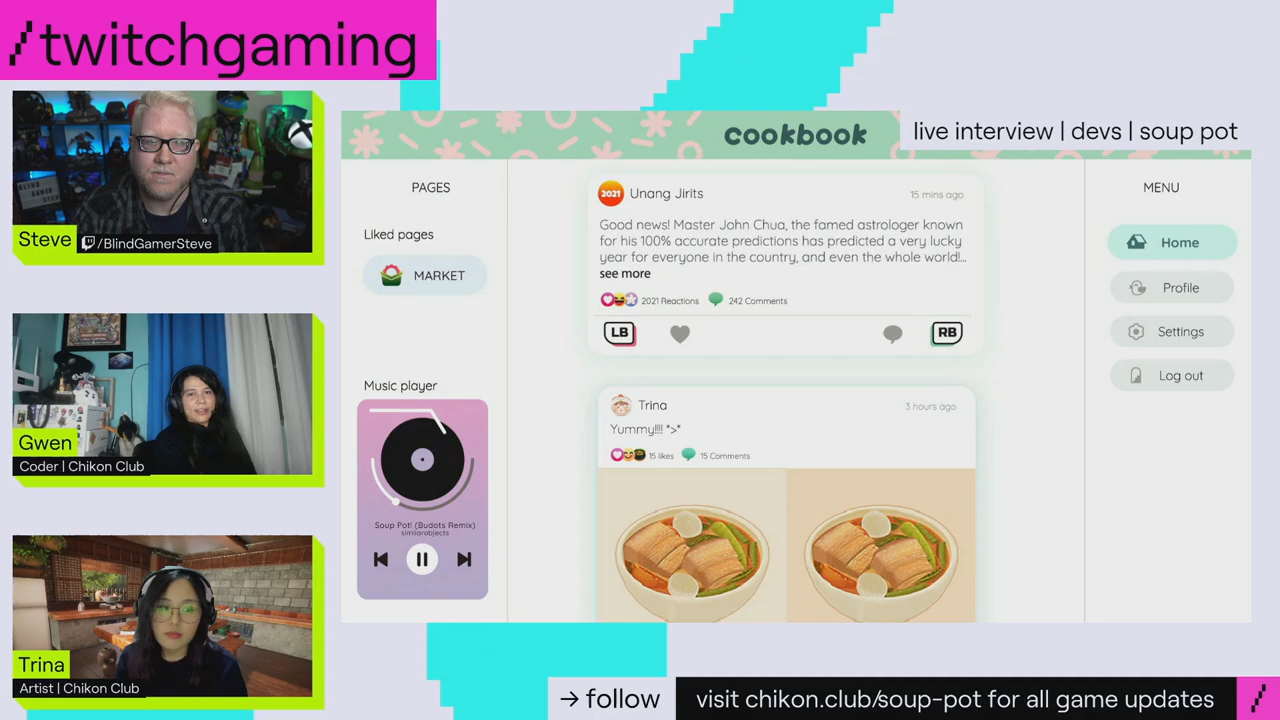 /twitchgaming
Steve
/BlindGamerSteve
Gwen
Coder | Chikon Club
Trina
Artist | Chikon Club
cookbook
live interview | devs | soup pot
PAGES
Liked pages
MARKET
Music player
Soup Pot! (Budots Remix)
similarobjects
2021
Unang Jirits
15 mins ago
Good news! Master John Chua, the famed astrologer known
for his 100% accurate predictions has predicted a very lucky
year for everyone in the country, and even the whole world!...
see more
2021 Reactions
242 Comments
LB
RB
Trina
3 hours ago
Yummy!!!! *>*
15 likes
15 Comments
MENU
Home
Profile
Settings
Log out
→ follow
visit chikon.club/soup-pot for all game updates
/